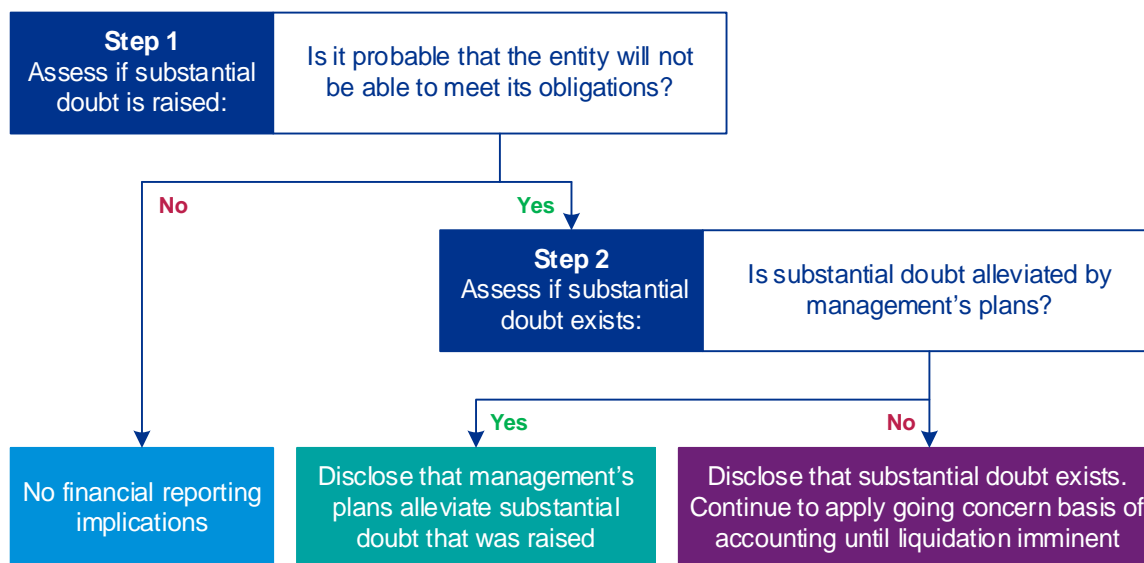 Step 1
Assess if substantial
doubt is raised:
Is it probable that the entity will not
be able to meet its obligations?
No
Yes
Step 2
Assess if substantial
doubt exists:
Is substantial doubt alleviated by
management’s plans?
Yes
No
No financial reporting
implications
Disclose that management’s
plans alleviate substantial
doubt that was raised
Disclose that substantial doubt exists.
Continue to apply going concern basis of
accounting until liquidation imminent